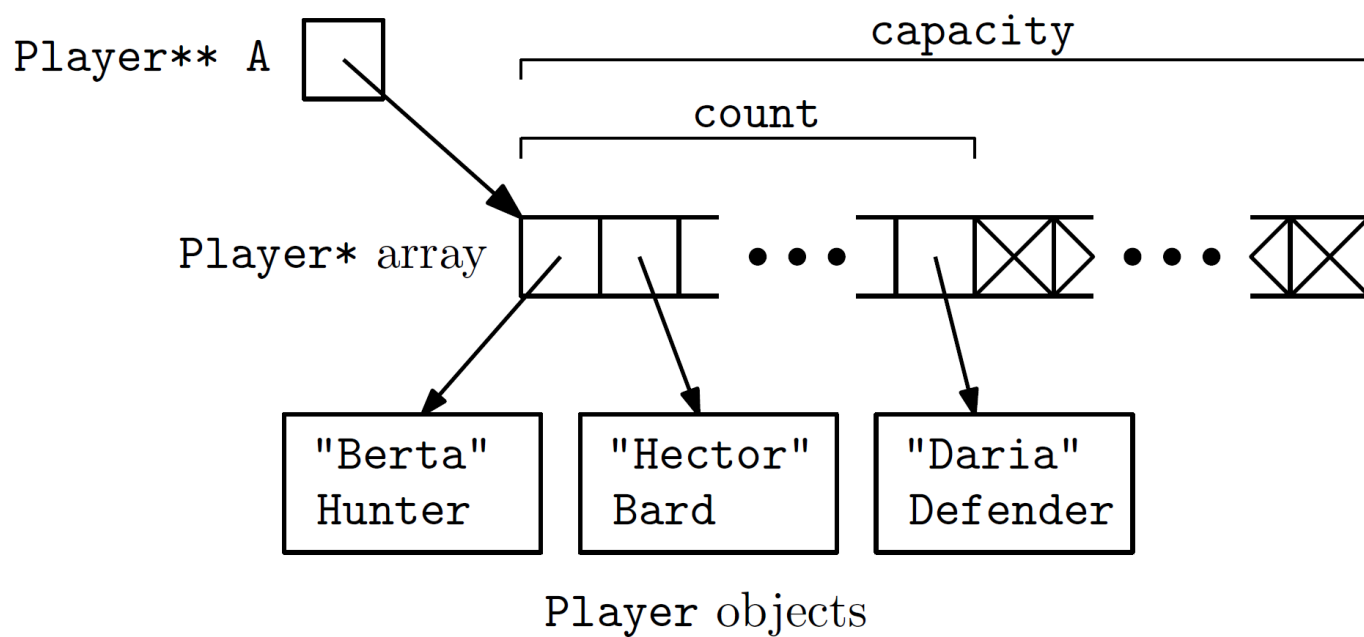 capacity
Player** A
count
Player* array
"Berta"
Hunter
"Hector"
Bard
"Daria"
Defender
Player objects